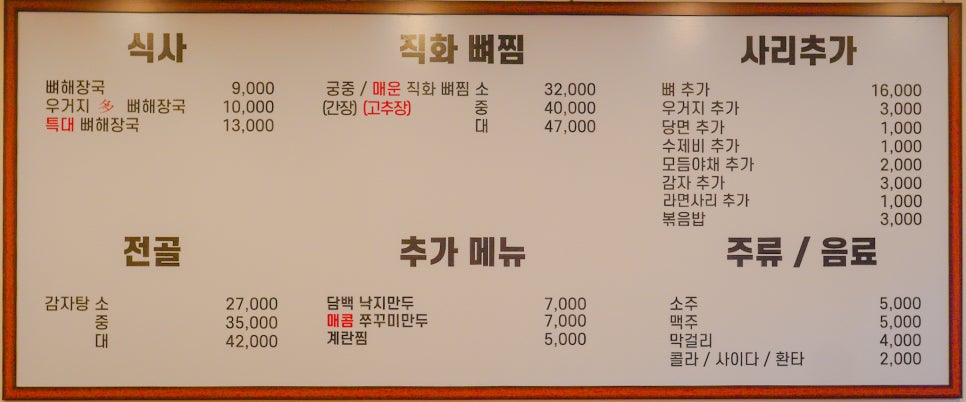 식사
뼈해장국 9,000
우거지 多 뼈해장국 10,000
특대 뼈해장국 13,000
직화 뼈찜
궁중 / 매운 직화 뼈찜 소 32,000
(간장) (고추장) 중 40,000
대 47,000
사리추가
뼈 추가 16,000
우거지 추가 3,000
당면 추가 1,000
수제비 추가 1,000
모듬야채 추가 2,000
감자 추가 3,000
라면사리 추가 1,000
볶음밥 3,000
전골
감자탕 소 27,000
중 35,000
대 42,000
추가 메뉴
담백 낙지만두 7,000
매콤 쭈꾸미만두 7,000
계란찜 5,000
주류 / 음료
소주 5,000
맥주 5,000
막걸리 4,000
콜라 / 사이다 / 환타 2,000